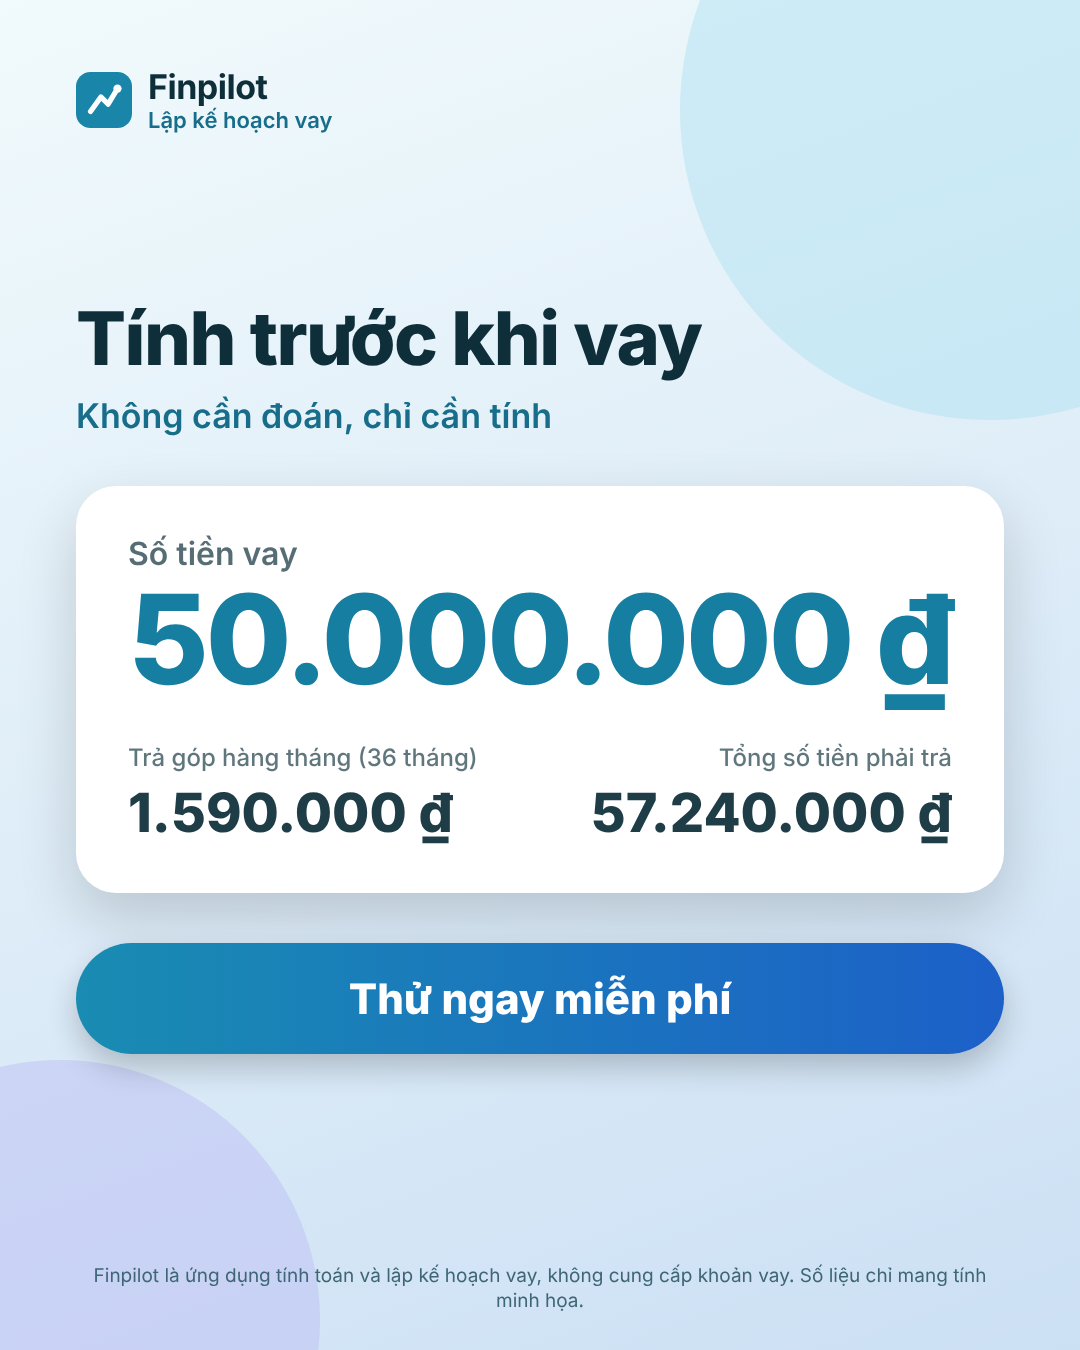 Finpilot
Lập kế hoạch vay
Tính trước khi vay
Không cần đoán, chỉ cần tính
Số tiền vay
50.000.000 ₫
Trả góp hàng tháng (36 tháng)
1.590.000 ₫
Tổng số tiền phải trả
57.240.000 ₫
Thử ngay miễn phí
Finpilot là ứng dụng tính toán và lập kế hoạch vay, không cung cấp khoản vay. Số liệu chỉ mang tính
minh họa.